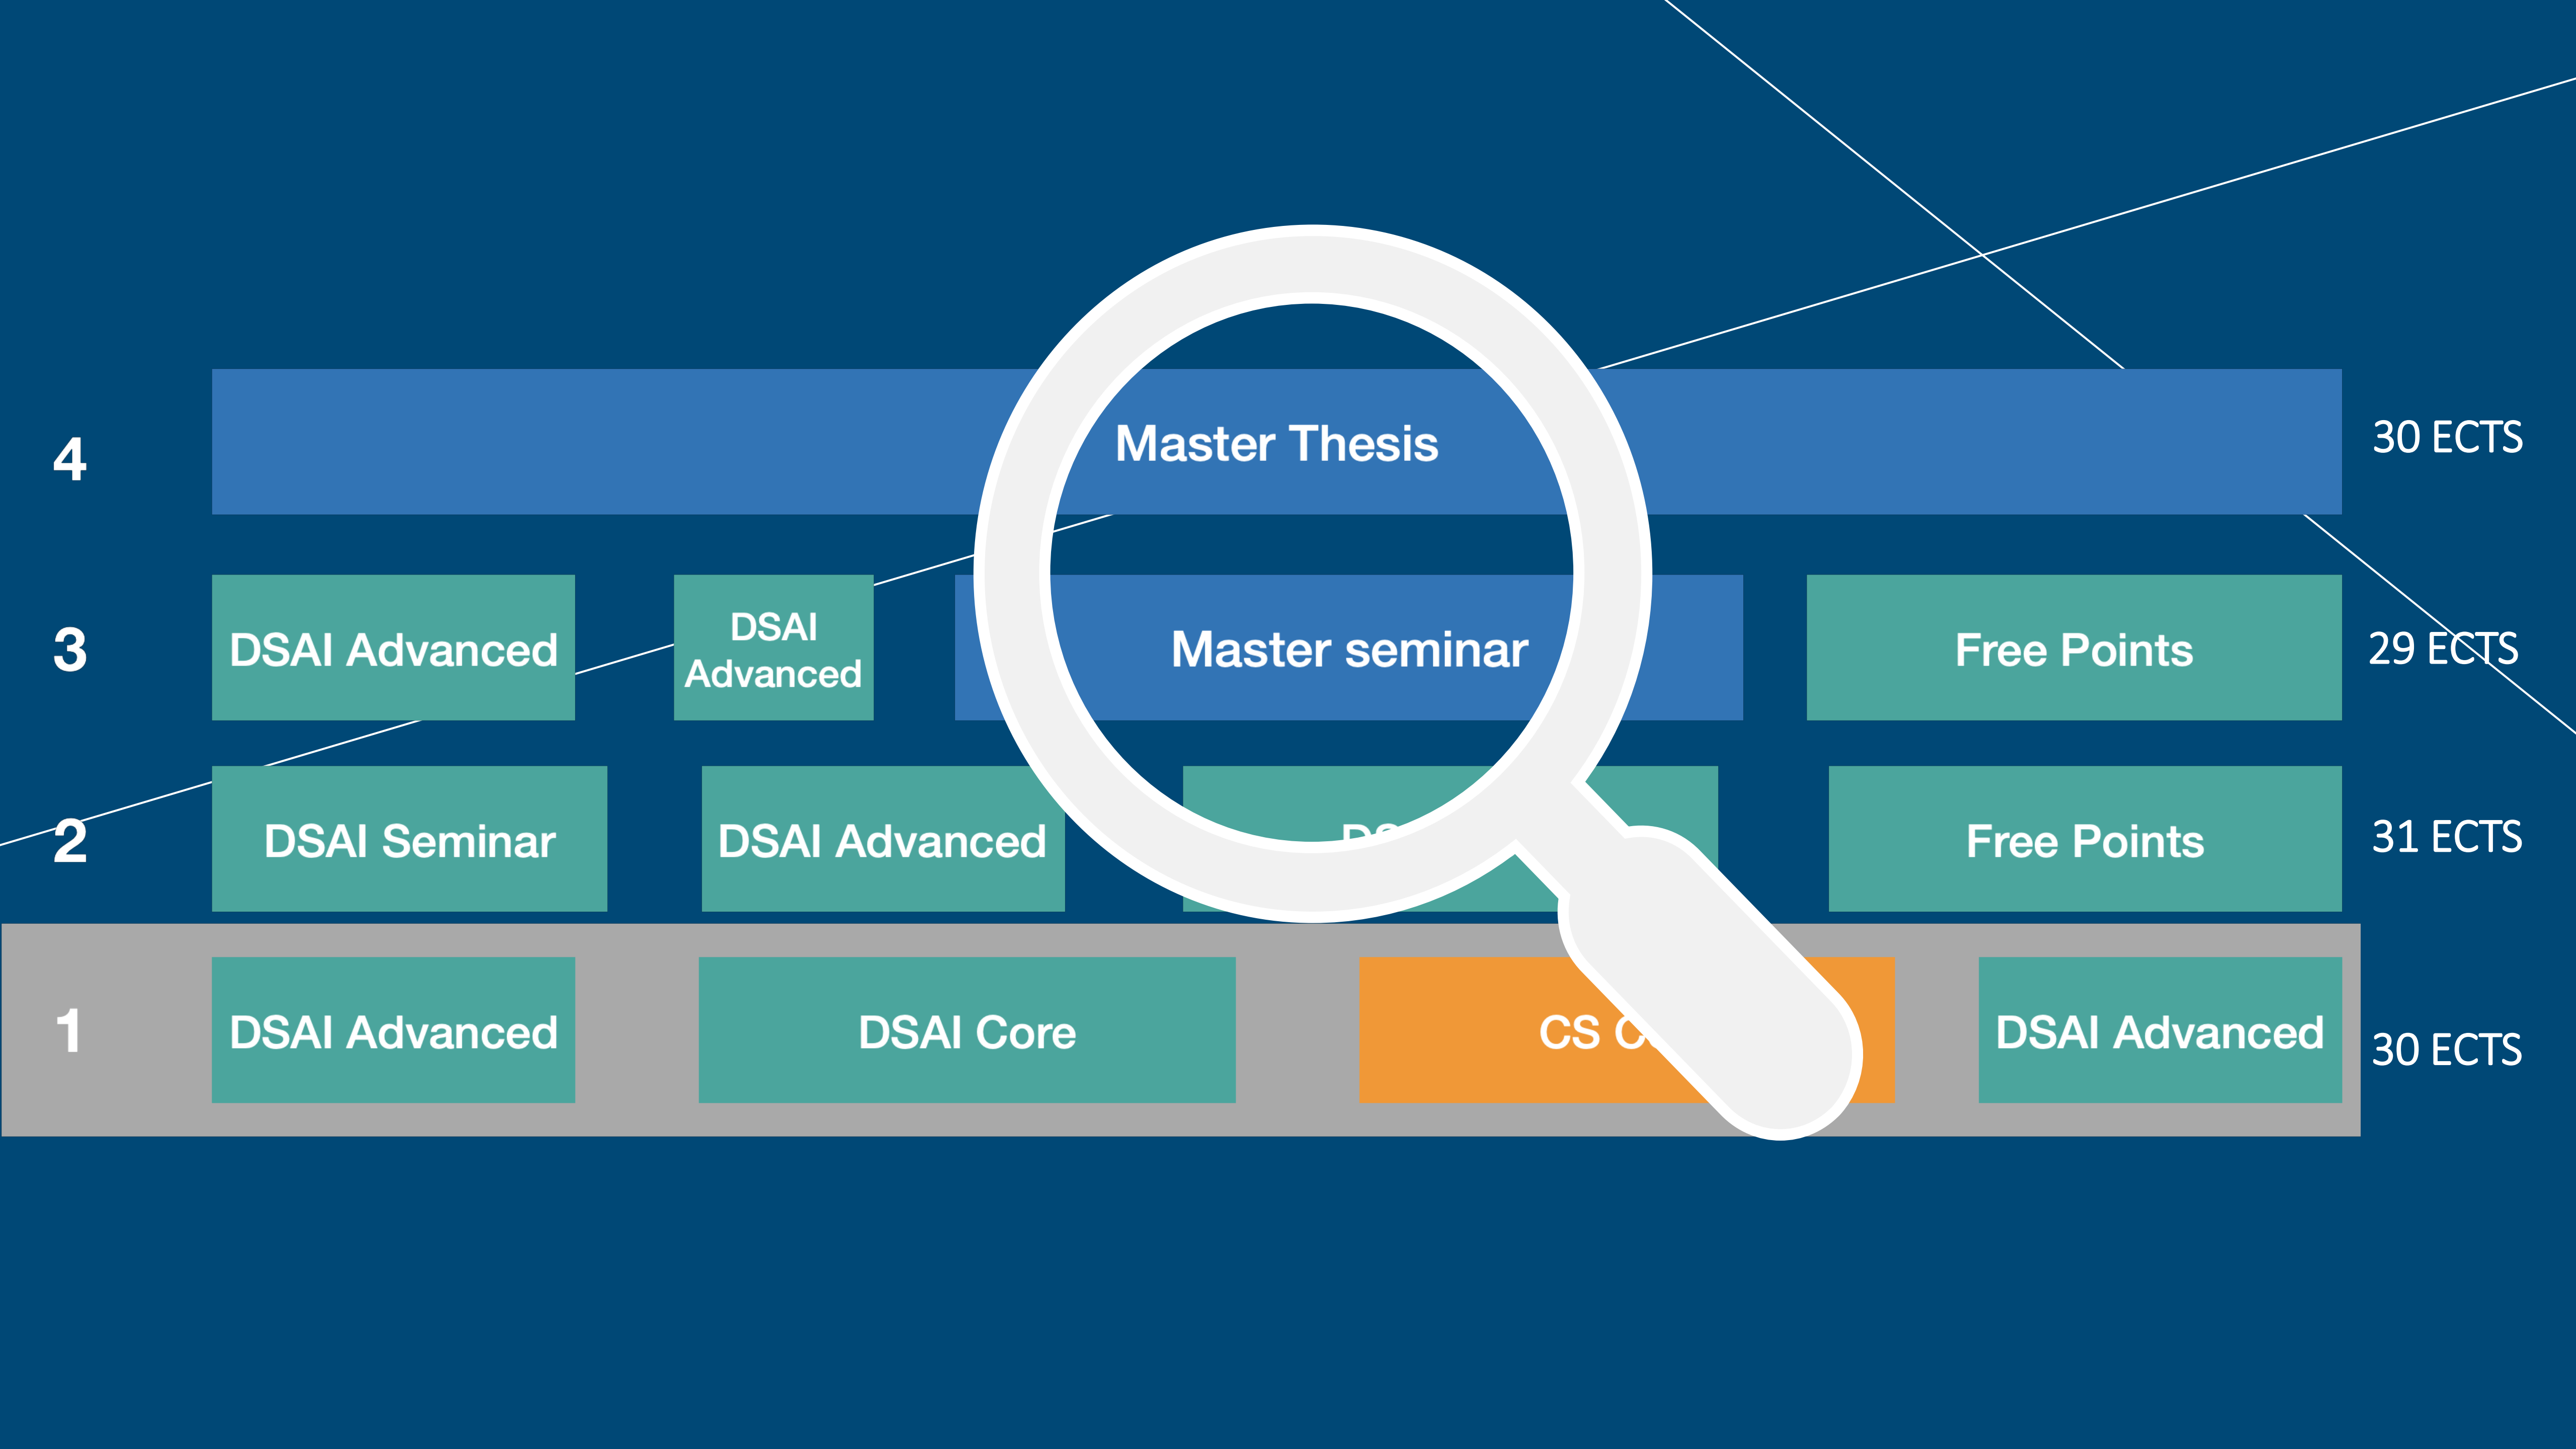 4
Master Thesis
30 ECTS
3
DSAI Advanced
DSAI
Advanced
Master seminar
Free Points
29 ECTS
2
DSAI Seminar
DSAI Advanced
Free Points
31 ECTS
1
DSAI Advanced
DSAI Core
CS
DSAI Advanced
30 ECTS